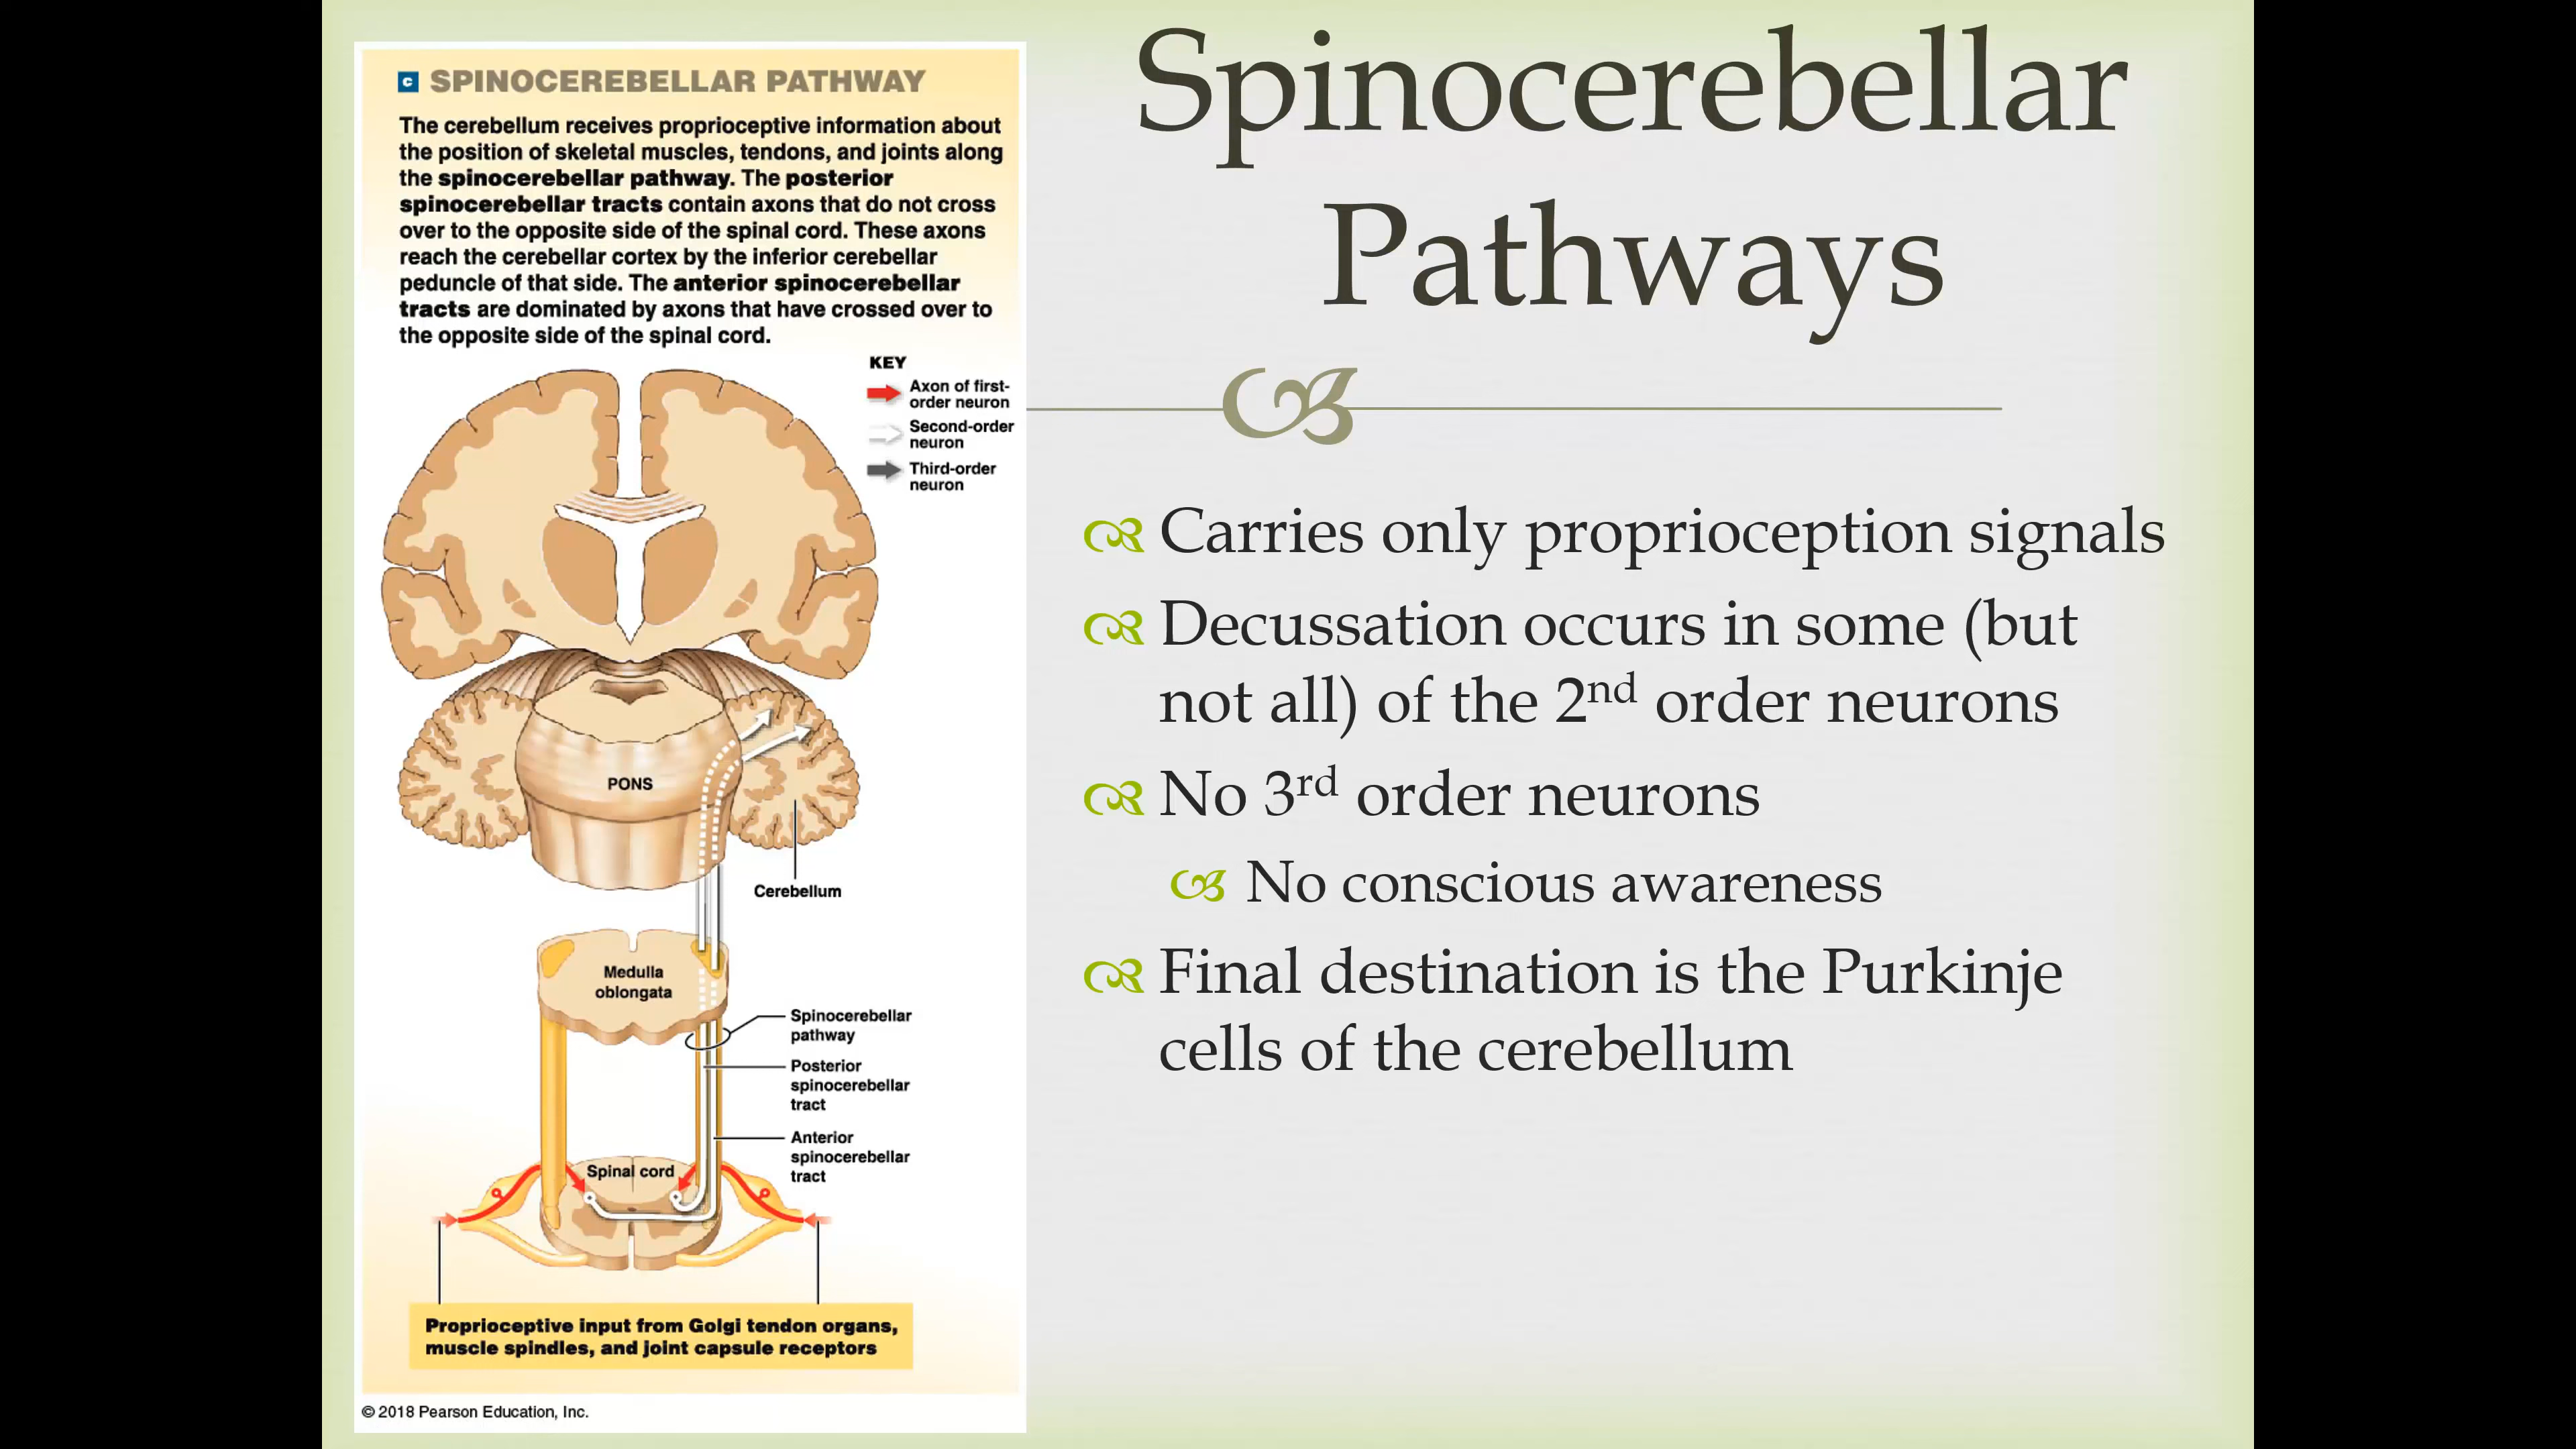 C SPINOCEREBELLAR PATHWAY
The cerebellum receives proprioceptive information about
the position of skeletal muscles, tendons, and joints along
the spinocerebellar pathway. The posterior
spinocerebellar tracts contain axons that do not cross
over to the opposite side of the spinal cord. These axons
reach the cerebellar cortex by the inferior cerebellar
peduncle of that side. The anterior spinocerebellar
tracts are dominated by axons that have crossed over to
the opposite side of the spinal cord.
KEY
Axon of first-
order neuron
Second-order
neuron
Third-order
neuron
PONS
Cerebellum
Medulla
oblongata
Spinocerebellar
pathway
Posterior
spinocerebellar
tract
Anterior
spinocerebellar
tract
Spinal cord
Proprioceptive input from Golgi tendon organs,
muscle spindles, and joint capsule receptors
© 2018 Pearson Education, Inc.
Spinocerebellar
Pathways
Carries only proprioception signals
Decussation occurs in some (but
not all) of the 2nd order neurons
No 3rd order neurons
No conscious awareness
Final destination is the Purkinje
cells of the cerebellum